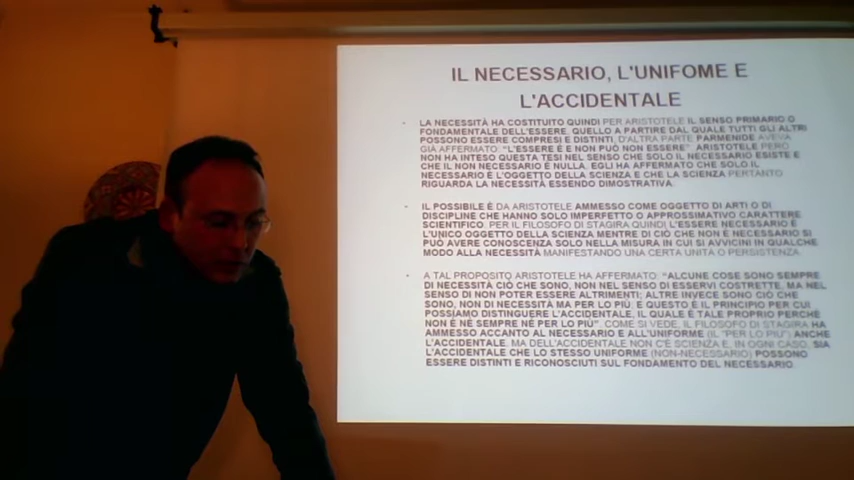 IL NECESSARIO, L'UNIFOME E
L'ACCIDENTALE
LA NECESSITÀ HA COSTITUITO QUINDI PER ARISTOTELE IL SENSO PRIMARIO O
FONDAMENTALE DELL'ESSERE, QUELLO A PARTIRE DAL QUALE TUTTI GLI ALTRI
POSSONO ESSERE COMPRESI E DISTINTI. D'ALTRA PARTE PARMENIDE AVEVA
GIÀ AFFERMATO: "L'ESSERE È E NON PUÒ NON ESSERE". ARISTOTELE PERÒ
NON HA INTESO QUESTA TESI NEL SENSO CHE SOLO IL NECESSARIO ESISTE E
CHE IL NON NECESSARIO È NULLA. EGLI HA AFFERMATO CHE SOLO IL
NECESSARIO È L'OGGETTO DELLA SCIENZA E CHE LA SCIENZA PERTANTO
RIGUARDA LA NECESSITÀ ESSENDO DIMOSTRATIVA.
IL POSSIBILE È DA ARISTOTELE AMMESSO COME OGGETTO DI ARTI O DI
DISCIPLINE CHE HANNO SOLO IMPERFETTO O APPROSSIMATIVO CARATTERE
SCIENTIFICO. PER IL FILOSOFO DI STAGIRA QUINDI L'ESSERE NECESSARIO È
L'UNICO OGGETTO DELLA SCIENZA MENTRE DI CIÒ CHE NON È NECESSARIO SI
PUÒ AVERE CONOSCENZA SOLO NELLA MISURA IN CUI SI AVVICINI IN QUALCHE
MODO ALLA NECESSITÀ MANIFESTANDO UNA CERTA UNITÀ O PERSISTENZA.
A TAL PROPOSITO ARISTOTELE HA AFFERMATO: "ALCUNE COSE SONO SEMPRE
DI NECESSITÀ CIÒ CHE SONO, NON NEL SENSO DI ESSERVI COSTRETTE, MA NEL
SENSO DI NON POTER ESSERE ALTRIMENTI; ALTRE INVECE SONO CIÒ CHE
SONO, NON DI NECESSITÀ MA PER LO PIÙ, E QUESTO È IL PRINCIPIO PER CUI
POSSIAMO DISTINGUERE L'ACCIDENTALE, IL QUALE È TALE PROPRIO PERCHÈ
NON È NÈ SEMPRE NÈ PER LO PIÙ". COME SI VEDE, IL FILOSOFO DI STAGIRA HA
AMMESSO ACCANTO AL NECESSARIO E ALL'UNIFORME (IL "PER LO PIÙ") ANCHE
L'ACCIDENTALE. MA DELL'ACCIDENTALE NON C'È SCIENZA E, IN OGNI CASO, SIA
L'ACCIDENTALE CHE LO STESSO UNIFORME (NON-NECESSARIO) POSSONO
ESSERE DISTINTI E RICONOSCIUTI SUL FONDAMENTO DEL NECESSARIO.